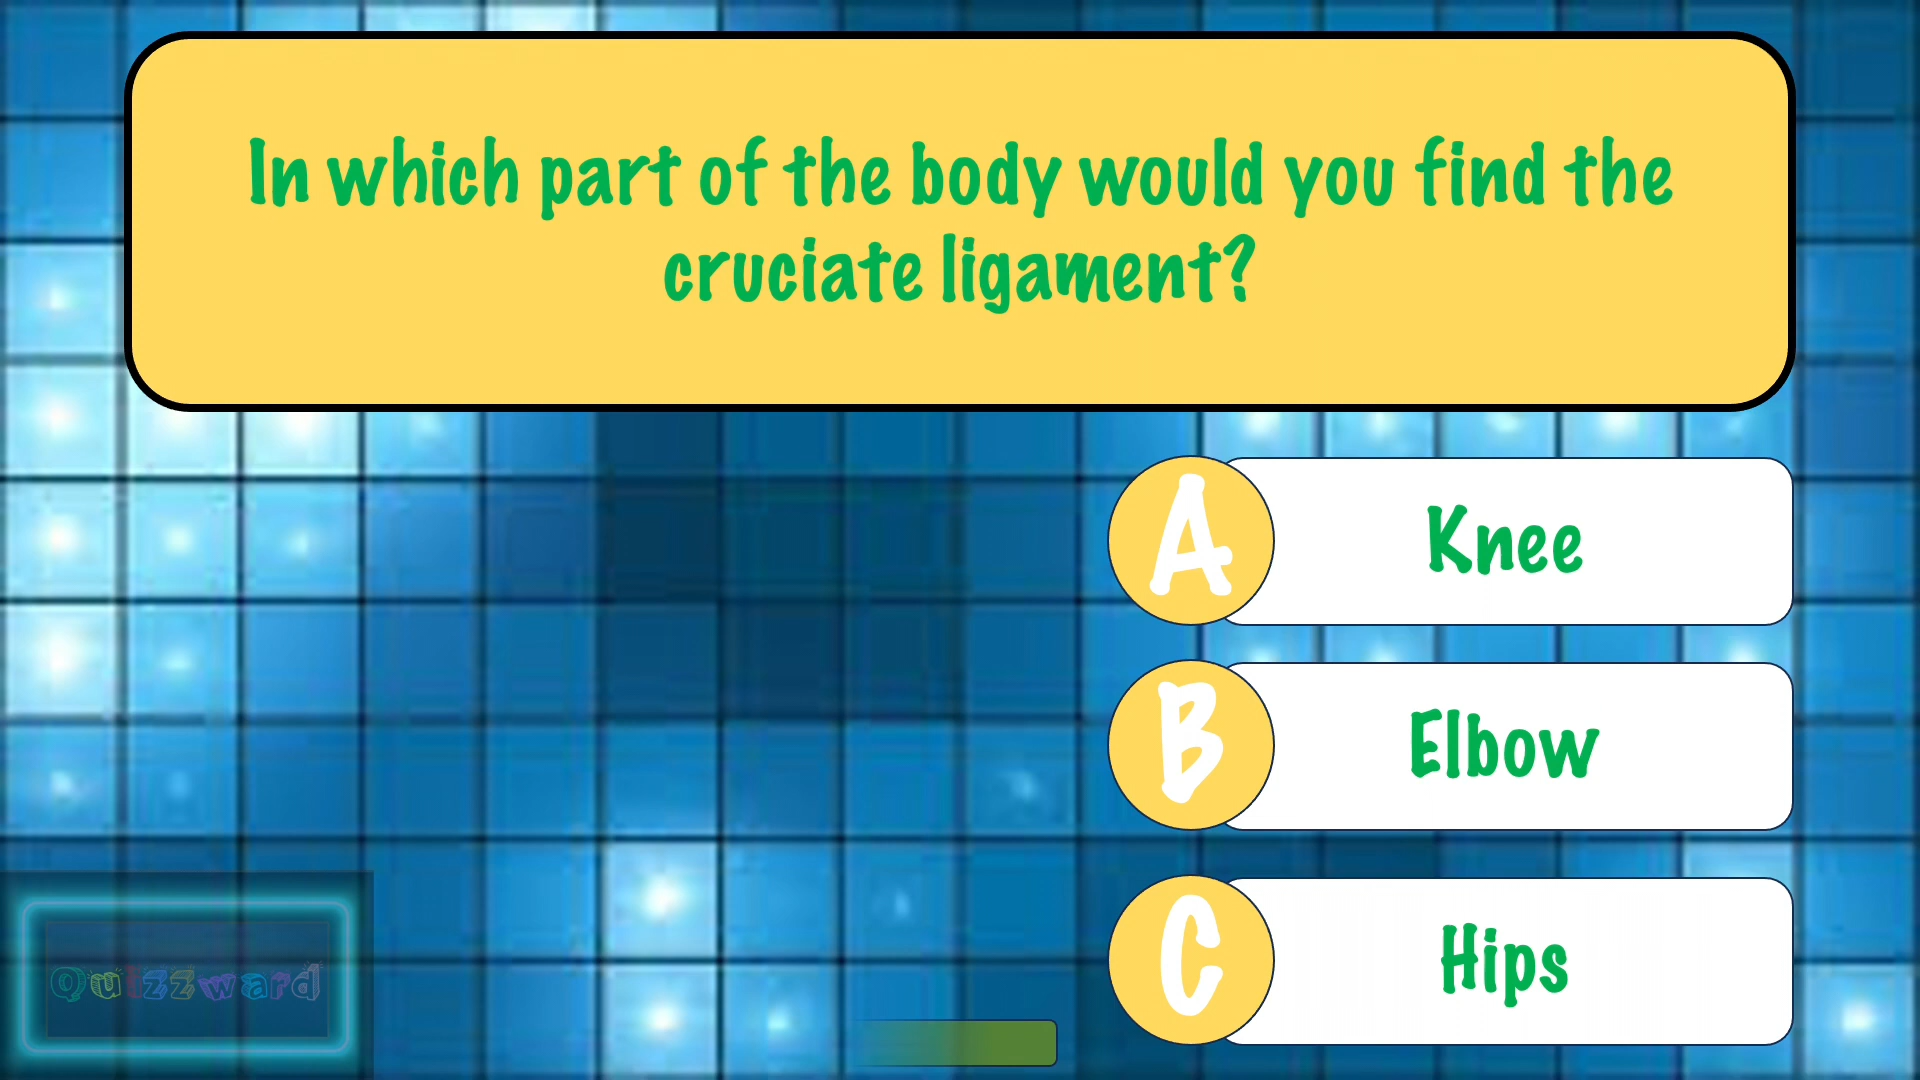 In which part of the body would you find the
cruciate ligament?
A Knee
B Elbow
C Hips
Quizzward